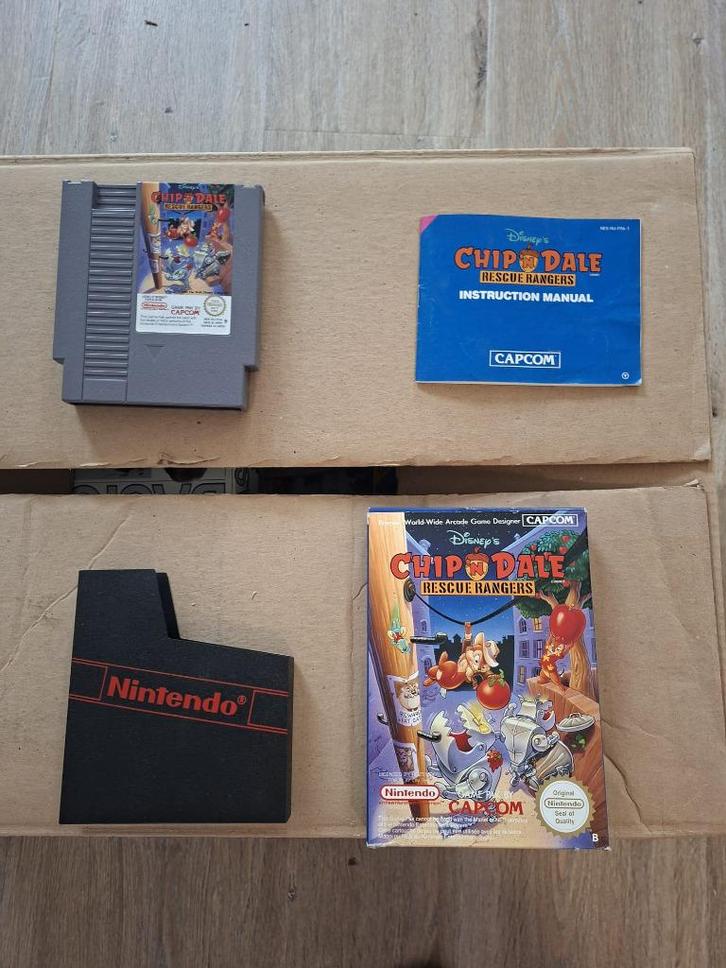 Disney's
CHIP 'N DALE
RESCUE RANGERS
Nintendo
GAME PAK BY
CAPCOM
NES-RU-FRA-1
Disney's
CHIP 'N DALE
RESCUE RANGERS
INSTRUCTION MANUAL
CAPCOM
Nintendo®
World-Wide Arcade Game Designer CAPCOM
Disney's
CHIP 'N DALE
RESCUE RANGERS
BEWARE
Nintendo
GAME PAK BY
CAPCOM
Original
Nintendo
Seal of
Quality
B